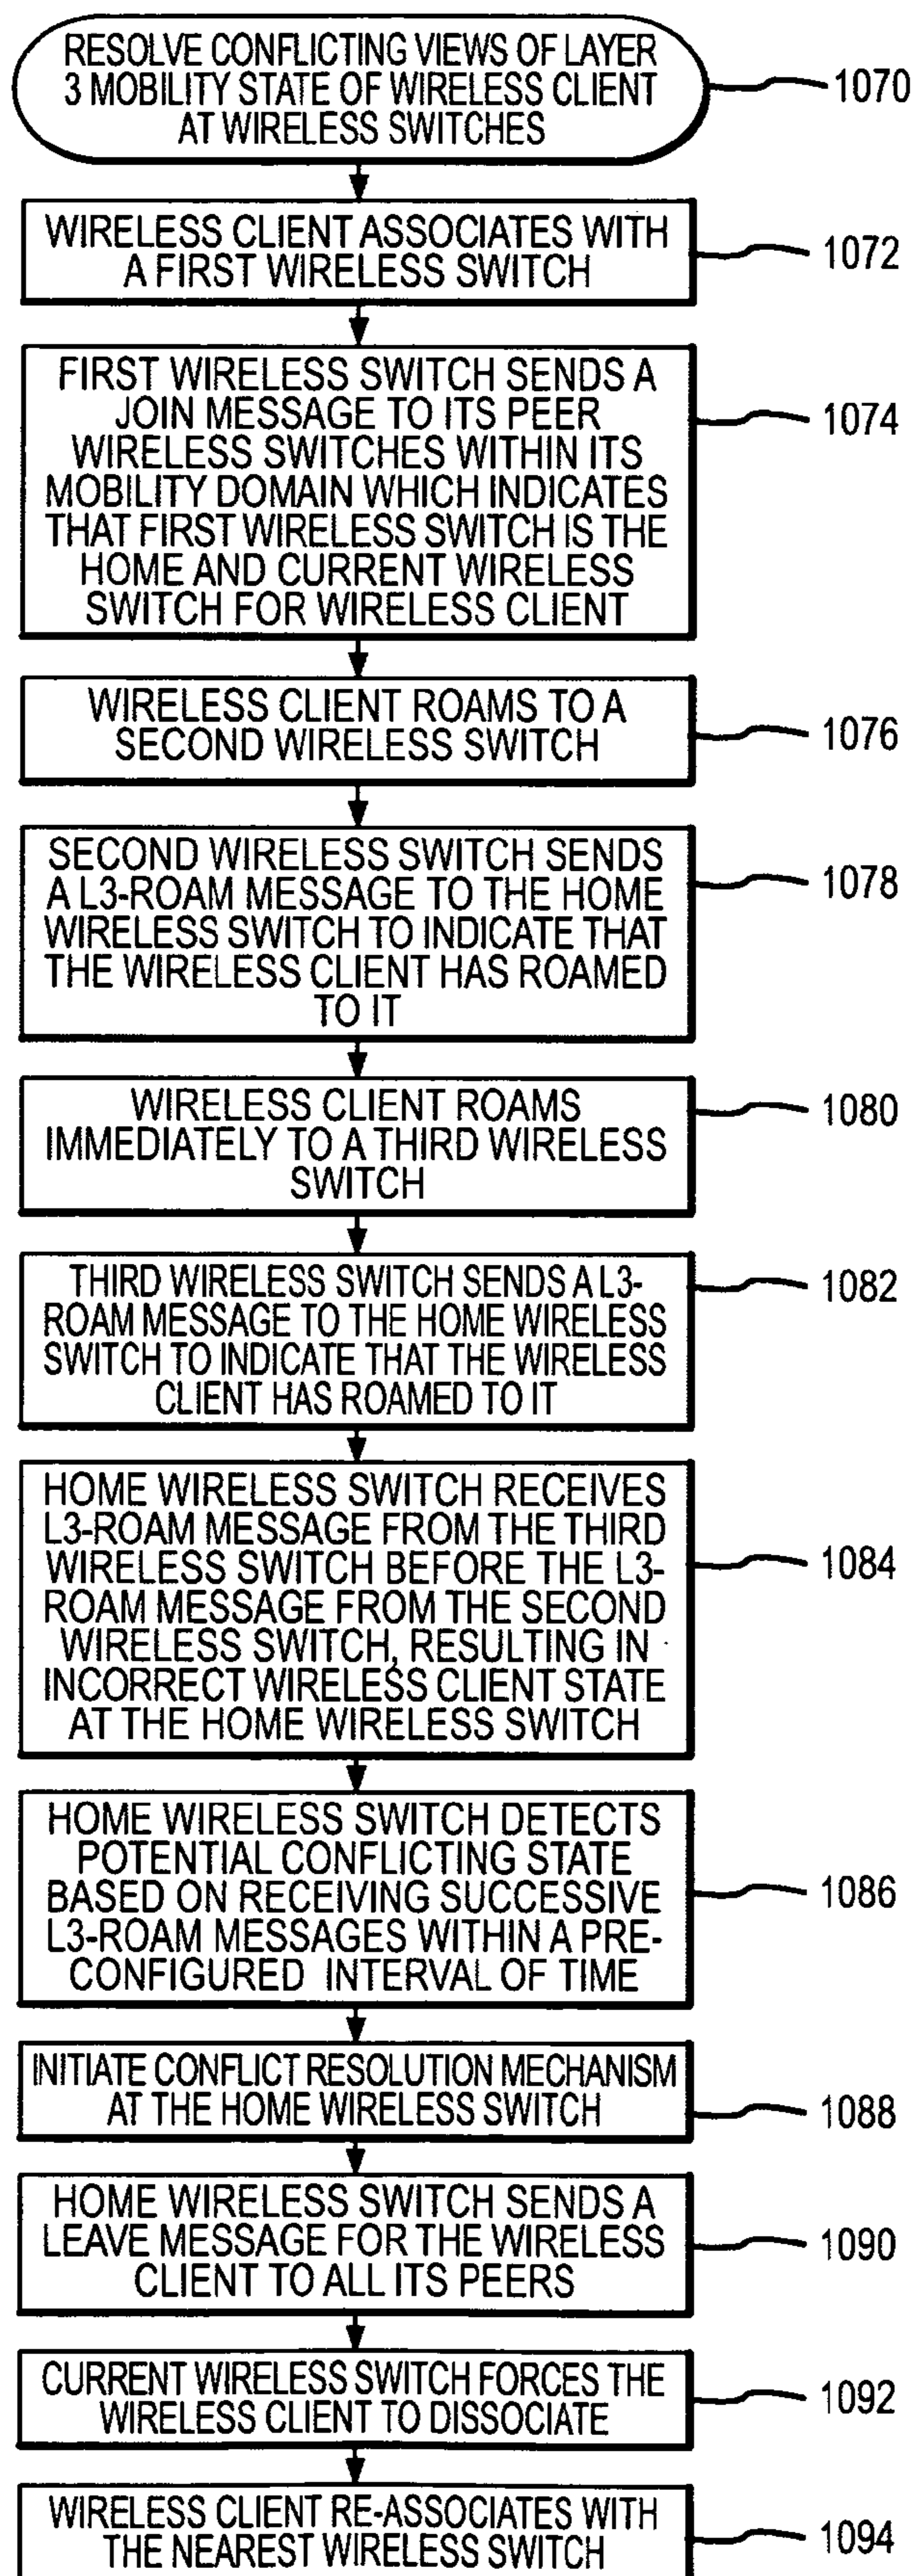 RESOLVE CONFLICTING VIEWS OF LAYER
3 MOBILITY STATE OF WIRELESS CLIENT
AT WIRELESS SWITCHES
1070
WIRELESS CLIENT ASSOCIATES WITH
A FIRST WIRELESS SWITCH
1072
FIRST WIRELESS SWITCH SENDS A
JOIN MESSAGE TO ITS PEER
WIRELESS SWITCHES WITHIN ITS
MOBILITY DOMAIN WHICH INDICATES
THAT FIRST WIRELESS SWITCH IS THE
HOME AND CURRENT WIRELESS
SWITCH FOR WIRELESS CLIENT
1074
WIRELESS CLIENT ROAMS TO A
SECOND WIRELESS SWITCH
1076
SECOND WIRELESS SWITCH SENDS
A L3-ROAM MESSAGE TO THE HOME
WIRELESS SWITCH TO INDICATE THAT
THE WIRELESS CLIENT HAS ROAMED
TO IT
1078
WIRELESS CLIENT ROAMS
IMMEDIATELY TO A THIRD WIRELESS
SWITCH
1080
THIRD WIRELESS SWITCH SENDS A L3-
ROAM MESSAGE TO THE HOME WIRELESS
SWITCH TO INDICATE THAT THE WIRELESS
CLIENT HAS ROAMED TO IT
1082
HOME WIRELESS SWITCH RECEIVES
L3-ROAM MESSAGE FROM THE THIRD
WIRELESS SWITCH BEFORE THE L3-
ROAM MESSAGE FROM THE SECOND
WIRELESS SWITCH, RESULTING IN
INCORRECT WIRELESS CLIENT STATE
AT THE HOME WIRELESS SWITCH
1084
HOME WIRELESS SWITCH DETECTS
POTENTIAL CONFLICTING STATE
BASED ON RECEIVING SUCCESSIVE
L3-ROAM MESSAGES WITHIN A PRE-
CONFIGURED INTERVAL OF TIME
1086
INITIATE CONFLICT RESOLUTION MECHANISM
AT THE HOME WIRELESS SWITCH
1088
HOME WIRELESS SWITCH SENDS A
LEAVE MESSAGE FOR THE WIRELESS
CLIENT TO ALL ITS PEERS
1090
CURRENT WIRELESS SWITCH FORCES THE
WIRELESS CLIENT TO DISSOCIATE
1092
WIRELESS CLIENT RE-ASSOCIATES WITH
THE NEAREST WIRELESS SWITCH
1094